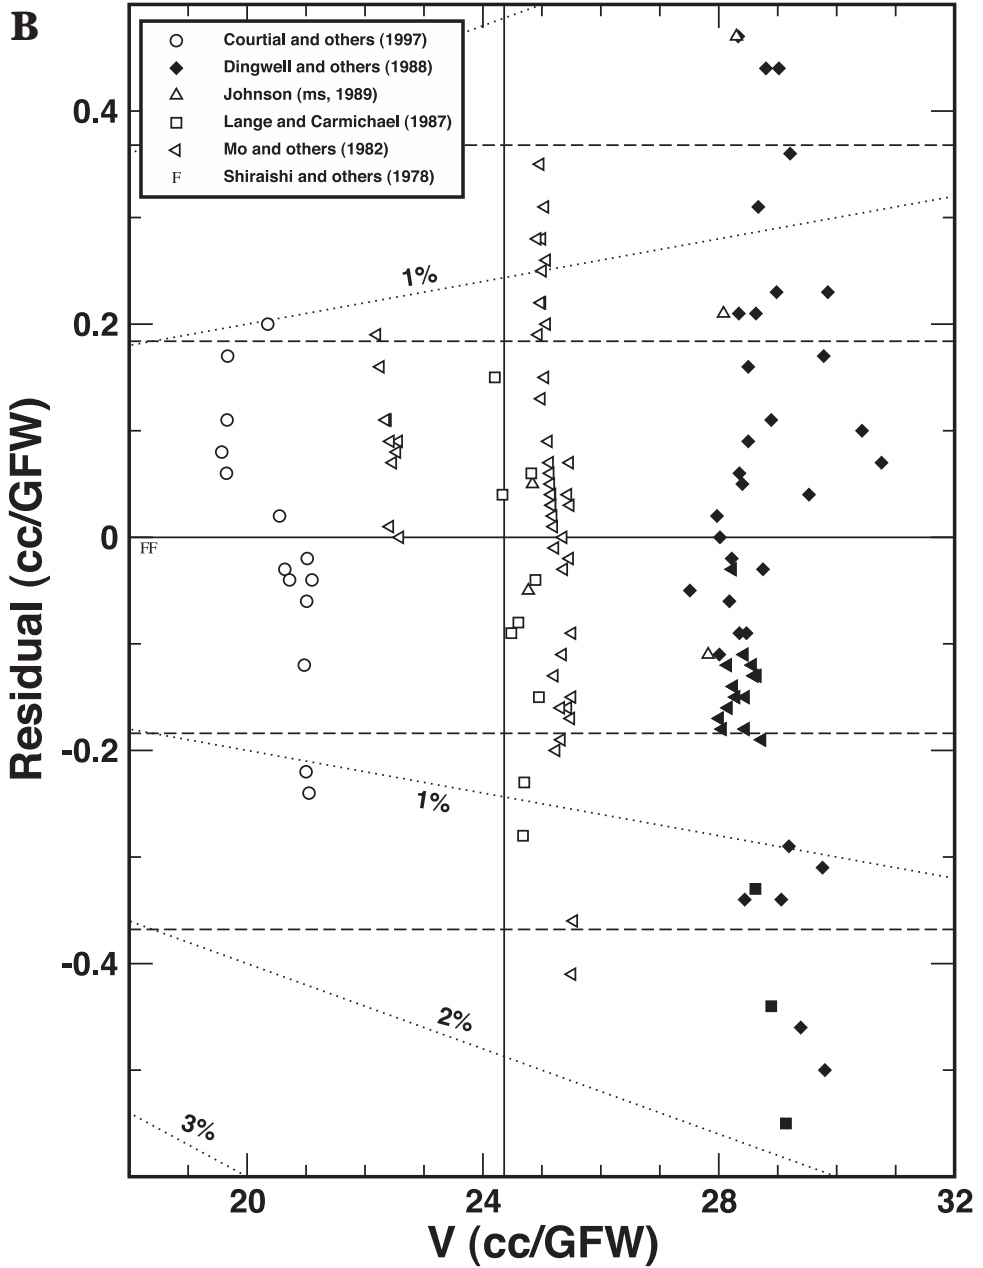 B
Courtial and others (1997)
Dingwell and others (1988)
Johnson (ms, 1989)
Lange and Carmichael (1987)
Mo and others (1982)
F Shiraishi and others (1978)
0.4
1%
0.2
0
FF
-0.2
1%
-0.4
2%
3%
20 24 28 32
V (cc/GFW)
Residual (cc/GFW)